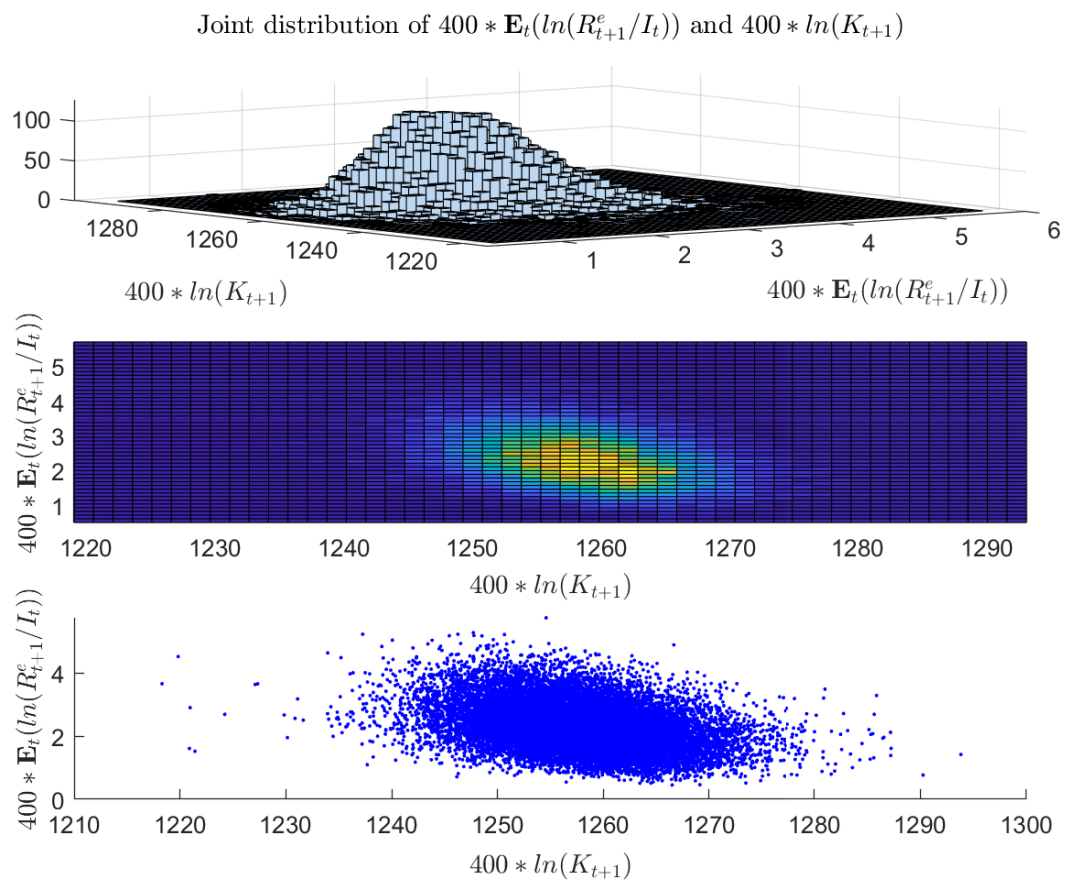 Joint distribution of 400 ∗ 𝐄_t(ln(R^e_{t+1}/I_t)) and 400 ∗ ln(K_{t+1})
100
50
0
1280
1260
1240
1220
1
2
3
4
5
6
400 ∗ ln(K_{t+1})
400 ∗ 𝐄_t(ln(R^e_{t+1}/I_t))
400 ∗ 𝐄_t(ln(R^e_{t+1}/I_t))
5
4
3
2
1
1220 1230 1240 1250 1260 1270 1280 1290
400 ∗ ln(K_{t+1})
400 ∗ 𝐄_t(ln(R^e_{t+1}/I_t))
4
2
0
1210 1220 1230 1240 1250 1260 1270 1280 1290 1300
400 ∗ ln(K_{t+1})